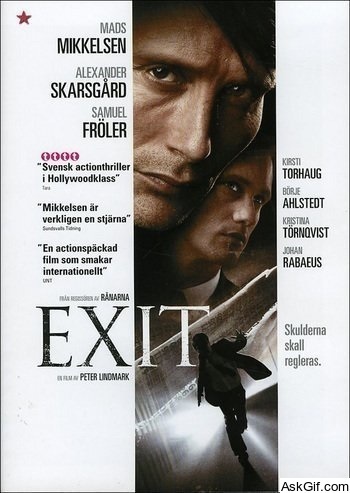 MADS
MIKKELSEN
ALEXANDER
SKARSGÅRD
SAMUEL
FRÖLER
tttt
"Svensk actionthriller
i Hollywoodklass"
Tara
"Mikkelsen är
verkligen en stjärna"
Sundsvalls Tidning
"En actionspäckad
film som smakar
internationellt"
UNT
KIRSTI
TORHAUG
BÖRJE
AHLSTEDT
KRISTINA
TÖRNQVIST
JOHAN
RABAEUS
FRÅN REGISSÖREN AV RÅNARNA
EXIT
EN FILM AV PETER LINDMARK
Skulderna
skall
regleras.
AskGif.com